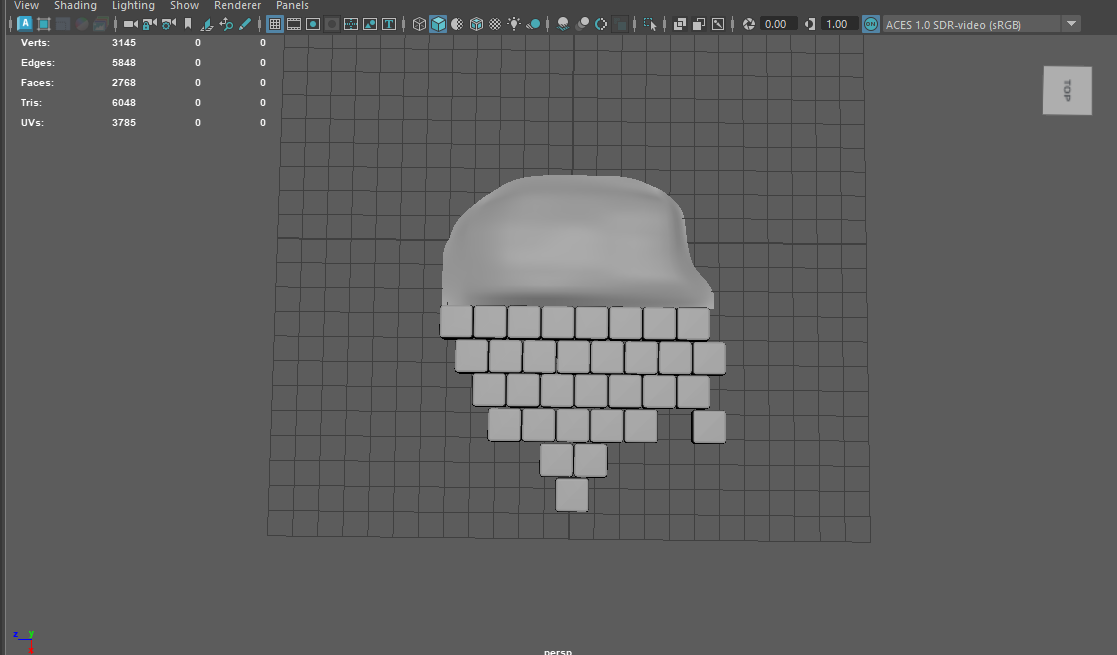 View Shading Lighting Show Renderer Panels
A T 0.00 1.00 ON ACES 1.0 SDR-video (sRGB)
Verts: 3145 0 0
Edges: 5848 0 0
Faces: 2768 0 0
Tris: 6048 0 0
UVs: 3785 0 0
TOP
z y
x
persp